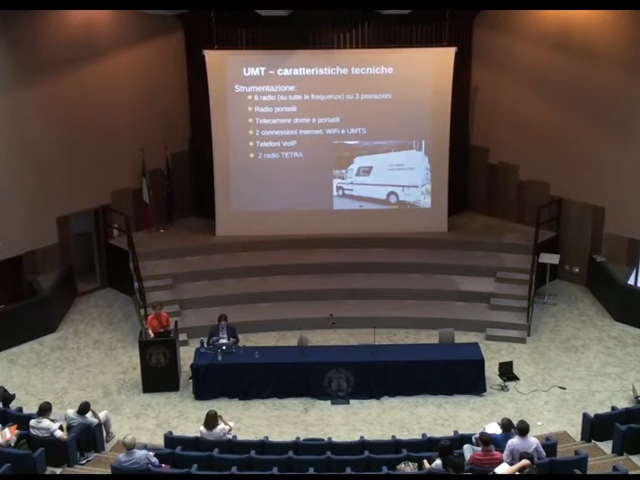 UMT – caratteristiche tecniche
Strumentazione:
6 radio (su tutte le frequenze) su 3 postazioni
Radio portatili
Telecamere dome e portatili
2 connessioni Internet: WiFi e UMTS
Telefoni VoIP
2 radio TETRA